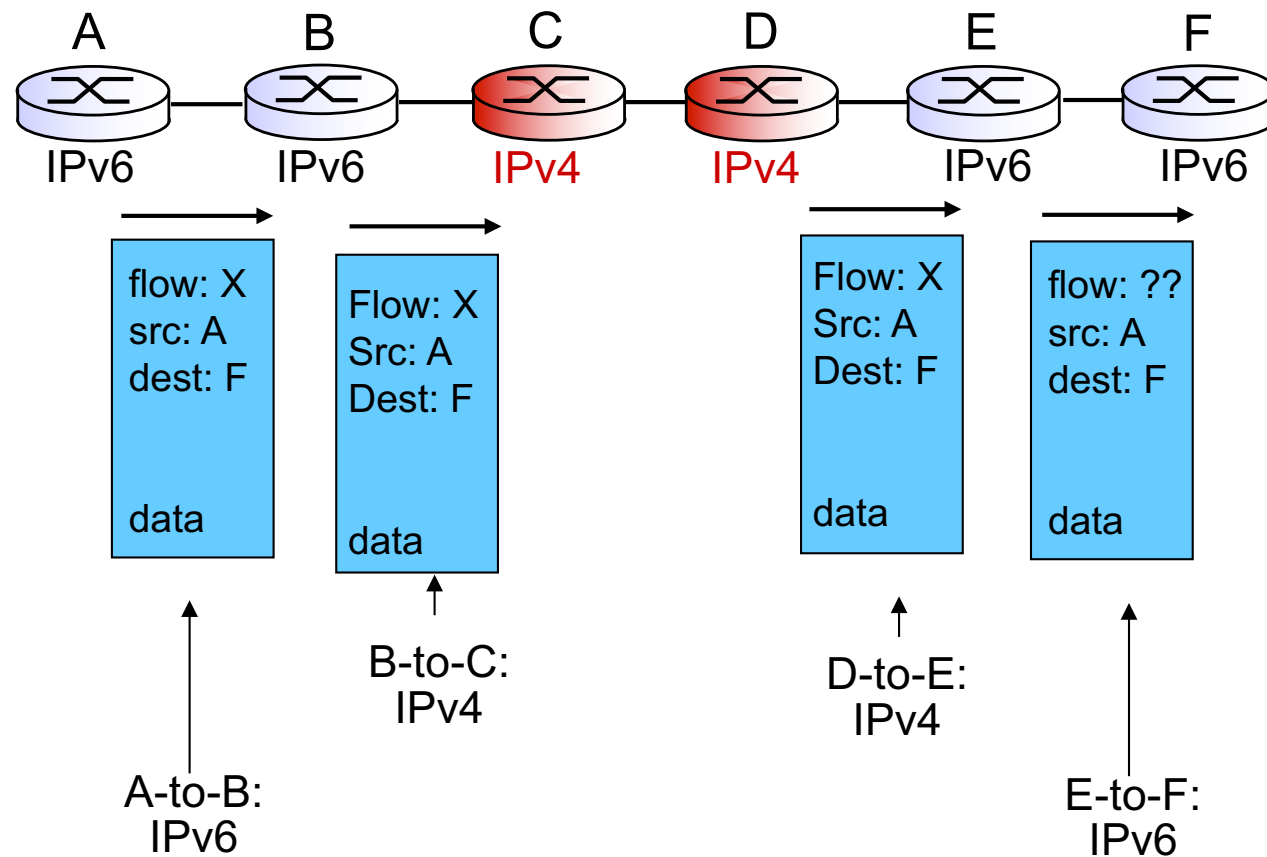 A B C D E F
IPv6 IPv6 IPv4 IPv4 IPv6 IPv6
flow: X
src: A
dest: F
data
Flow: X
Src: A
Dest: F
data
Flow: X
Src: A
Dest: F
data
flow: ??
src: A
dest: F
data
A-to-B:
IPv6
B-to-C:
IPv4
D-to-E:
IPv4
E-to-F:
IPv6